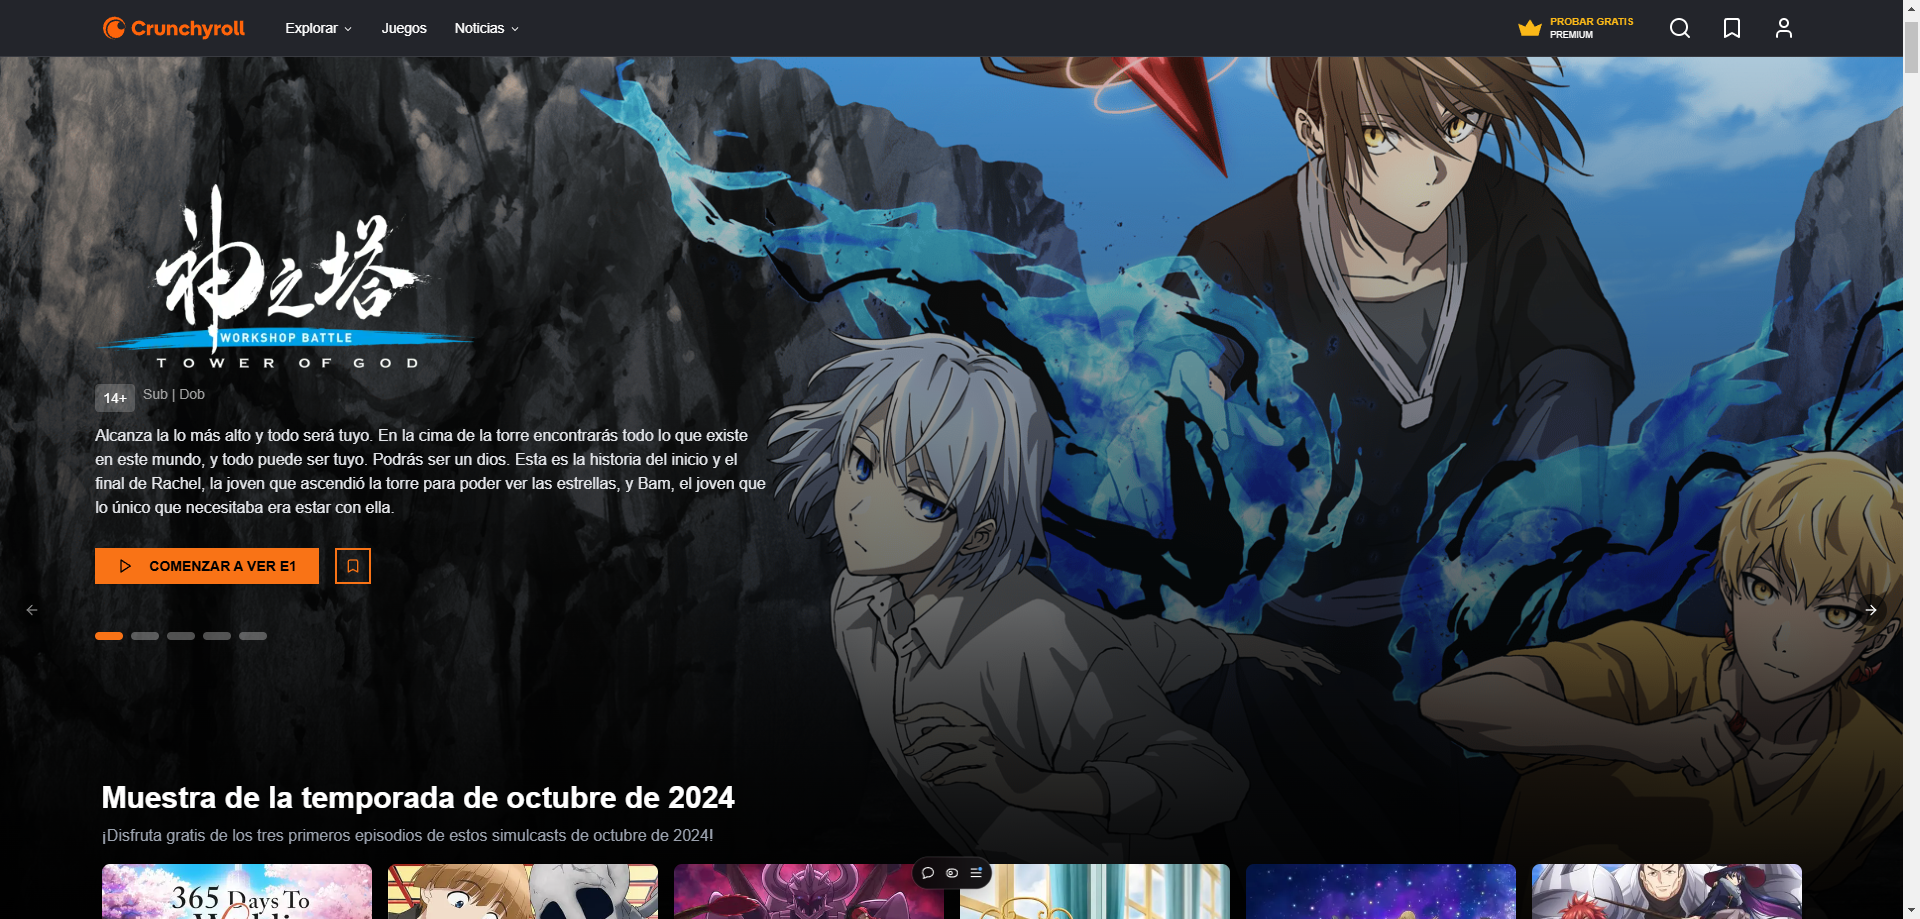 Crunchyroll
Explorar
Juegos
Noticias
PROBAR GRATIS
PREMIUM
神之塔
WORKSHOP BATTLE
TOWER OF GOD
14+
Sub | Dob
Alcanza la lo más alto y todo será tuyo. En la cima de la torre encontrarás todo lo que existe
en este mundo, y todo puede ser tuyo. Podrás ser un dios. Esta es la historia del inicio y el
final de Rachel, la joven que ascendió la torre para poder ver las estrellas, y Bam, el joven que
lo único que necesitaba era estar con ella.
COMENZAR A VER E1
Muestra de la temporada de octubre de 2024
¡Disfruta gratis de los tres primeros episodios de estos simulcasts de octubre de 2024!
365 Days To